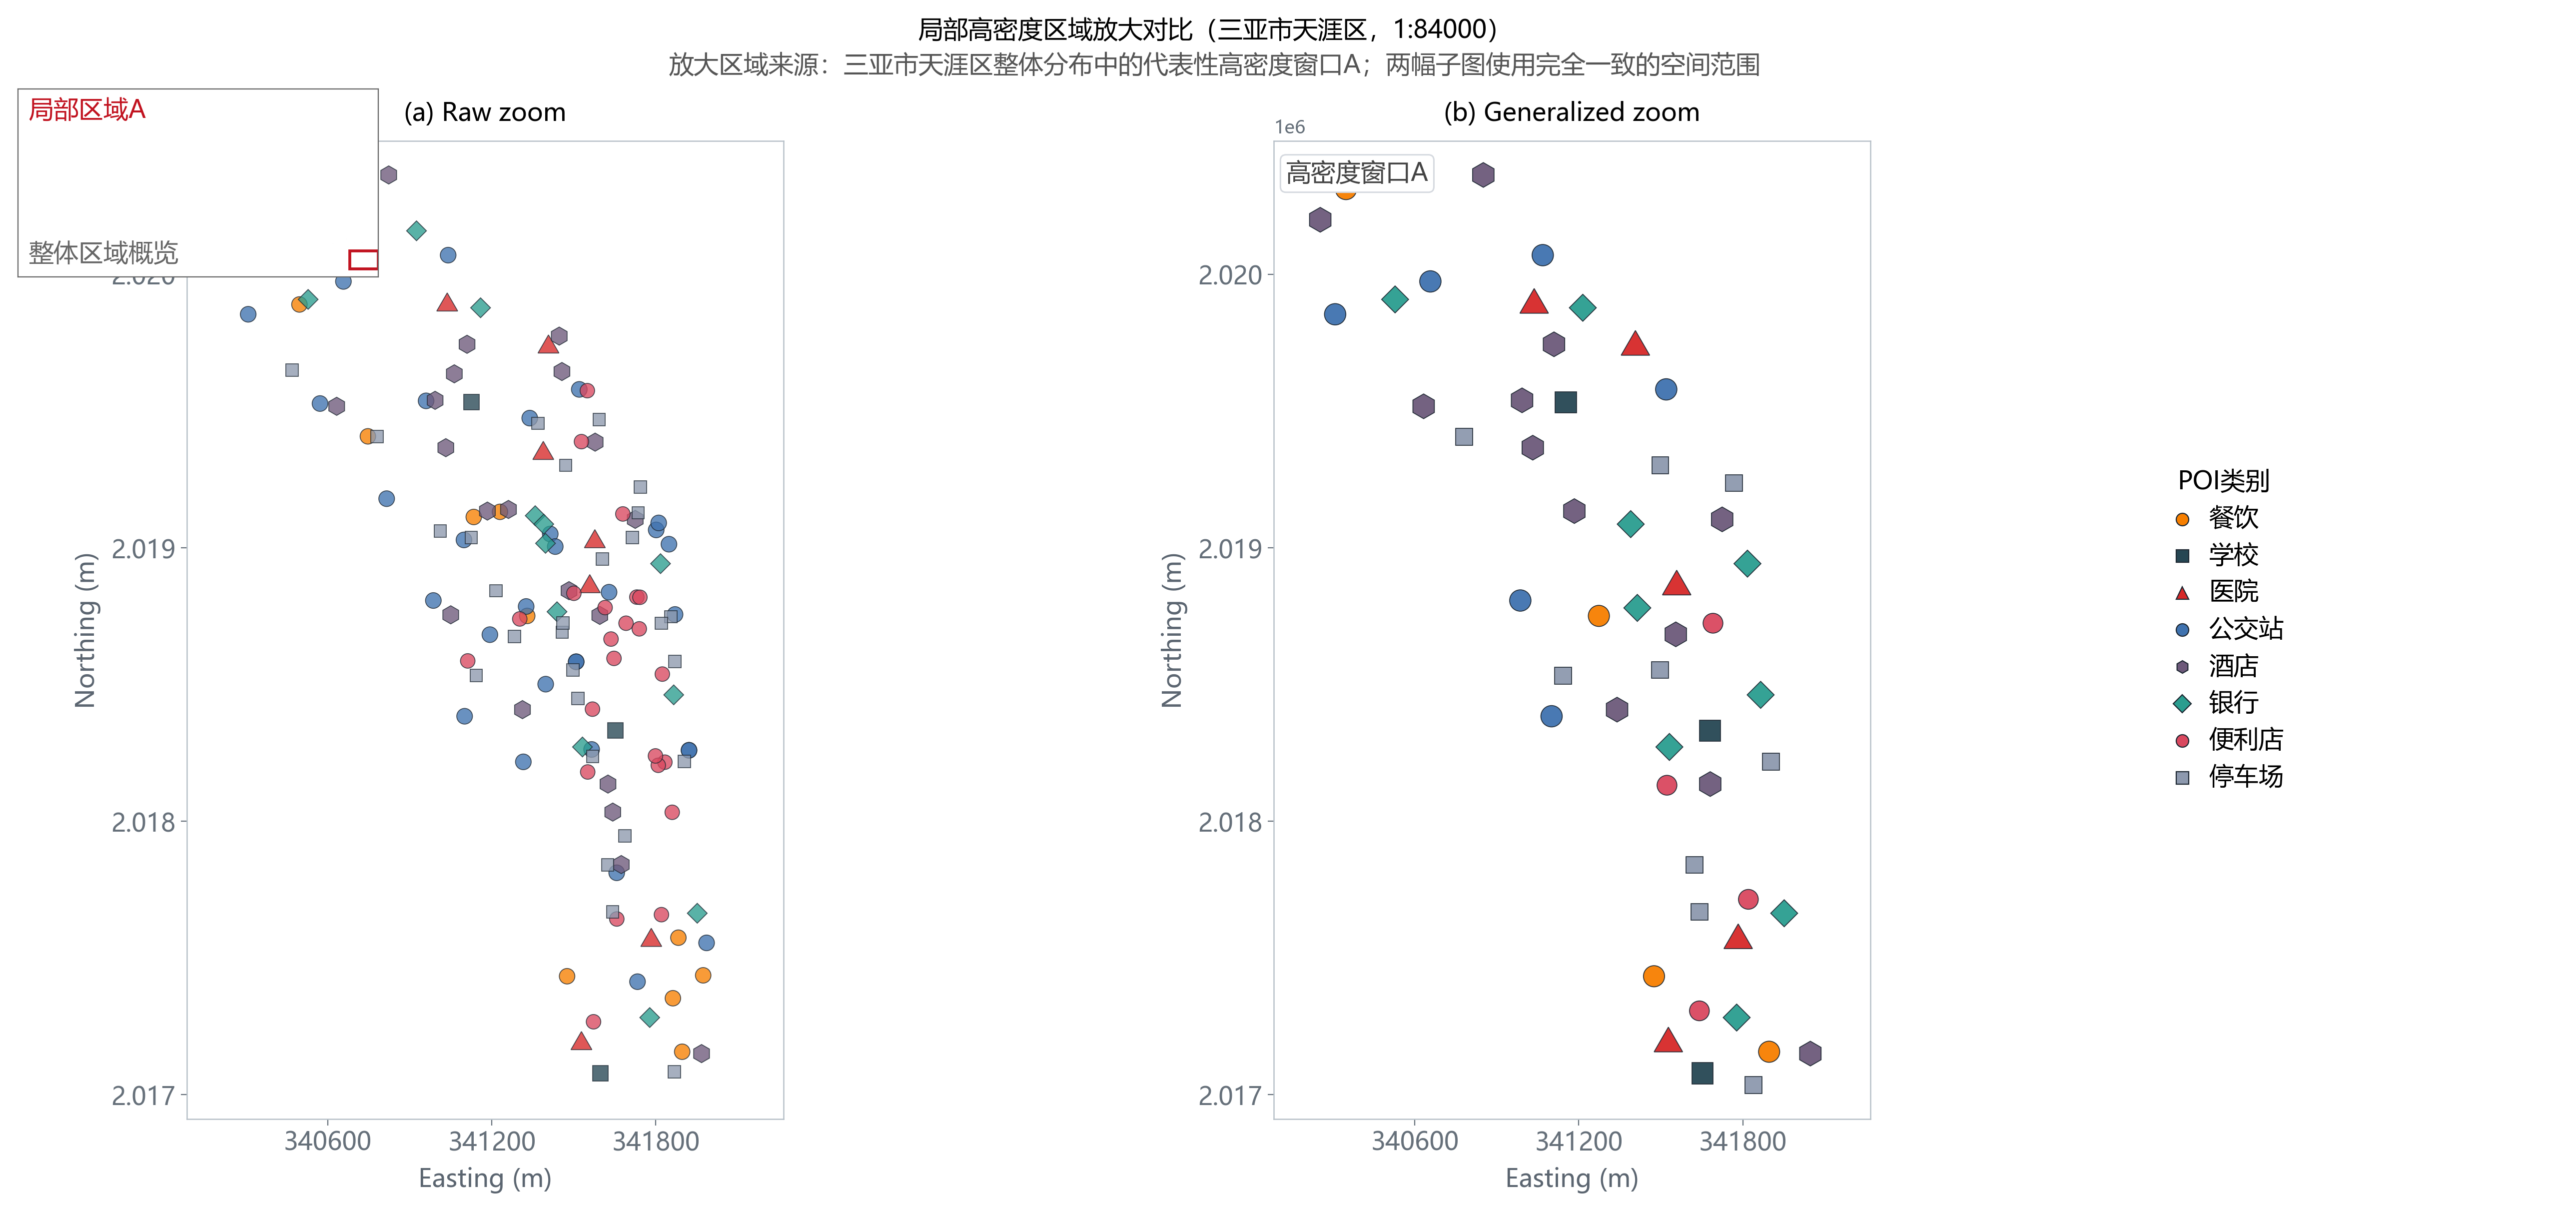 局部高密度区域放大对比（三亚市天涯区，1:84000）
放大区域来源：三亚市天涯区整体分布中的代表性高密度窗口A；两幅子图使用完全一致的空间范围
局部区域A
整体区域概览
(a) Raw zoom
2.020
2.019
2.018
2.017
Northing (m)
340600 341200 341800
Easting (m)
(b) Generalized zoom
1e6
高密度窗口A
2.020
2.019
2.018
2.017
Northing (m)
340600 341200 341800
Easting (m)
POI类别
餐饮
学校
医院
公交站
酒店
银行
便利店
停车场